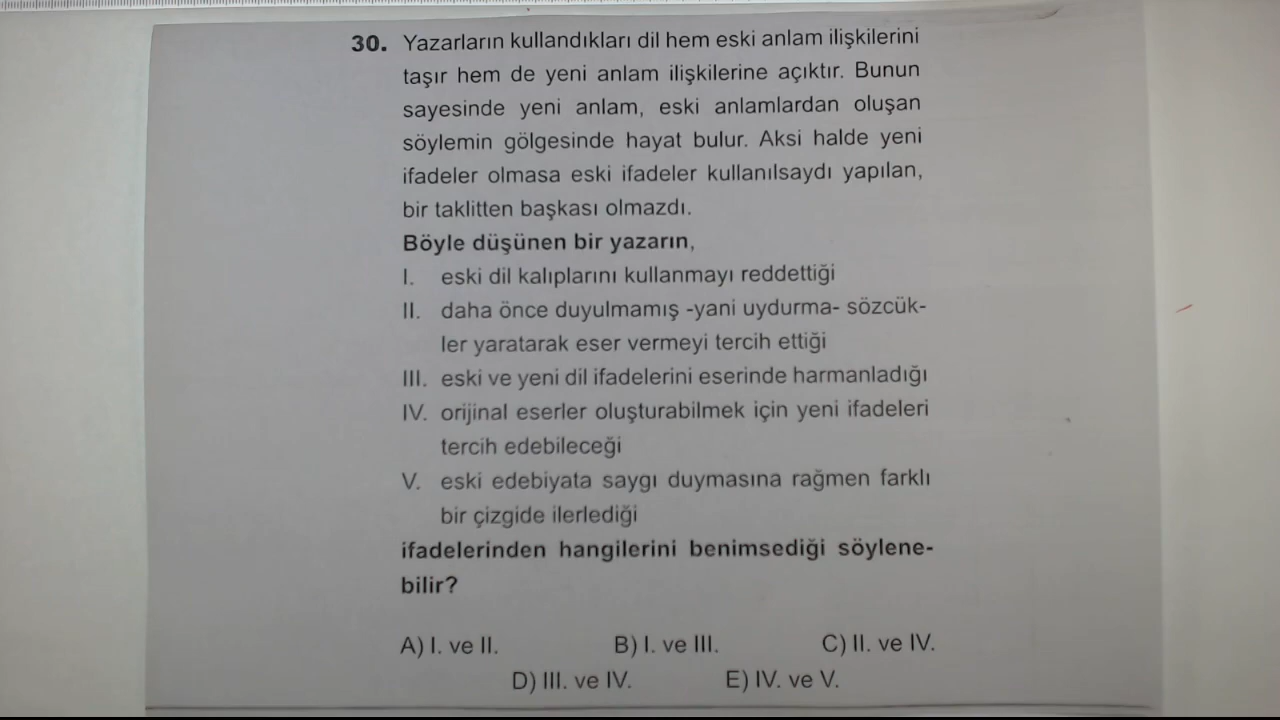 30. Yazarların kullandıkları dil hem eski anlam ilişkilerini
taşır hem de yeni anlam ilişkilerine açıktır. Bunun
sayesinde yeni anlam, eski anlamlardan oluşan
söylemin gölgesinde hayat bulur. Aksi halde yeni
ifadeler olmasa eski ifadeler kullanılsaydı yapılan,
bir taklitten başkası olmazdı.
Böyle düşünen bir yazarın,
I. eski dil kalıplarını kullanmayı reddettiği
II. daha önce duyulmamış -yani uydurma- sözcük-
ler yaratarak eser vermeyi tercih ettiği
III. eski ve yeni dil ifadelerini eserinde harmanladığı
IV. orijinal eserler oluşturabilmek için yeni ifadeleri
tercih edebileceği
V. eski edebiyata saygı duymasına rağmen farklı
bir çizgide ilerlediği
ifadelerinden hangilerini benimsediği söylene-
bilir?
A) I. ve II. B) I. ve III. C) II. ve IV.
D) III. ve IV. E) IV. ve V.